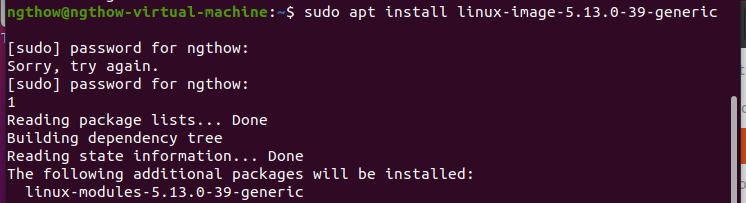 ngthow@ngthow-virtual-machine:~$ sudo apt install linux-image-5.13.0-39-generic
[sudo] password for ngthow:
Sorry, try again.
[sudo] password for ngthow:
1
Reading package lists... Done
Building dependency tree
Reading state information... Done
The following additional packages will be installed:
  linux-modules-5.13.0-39-generic